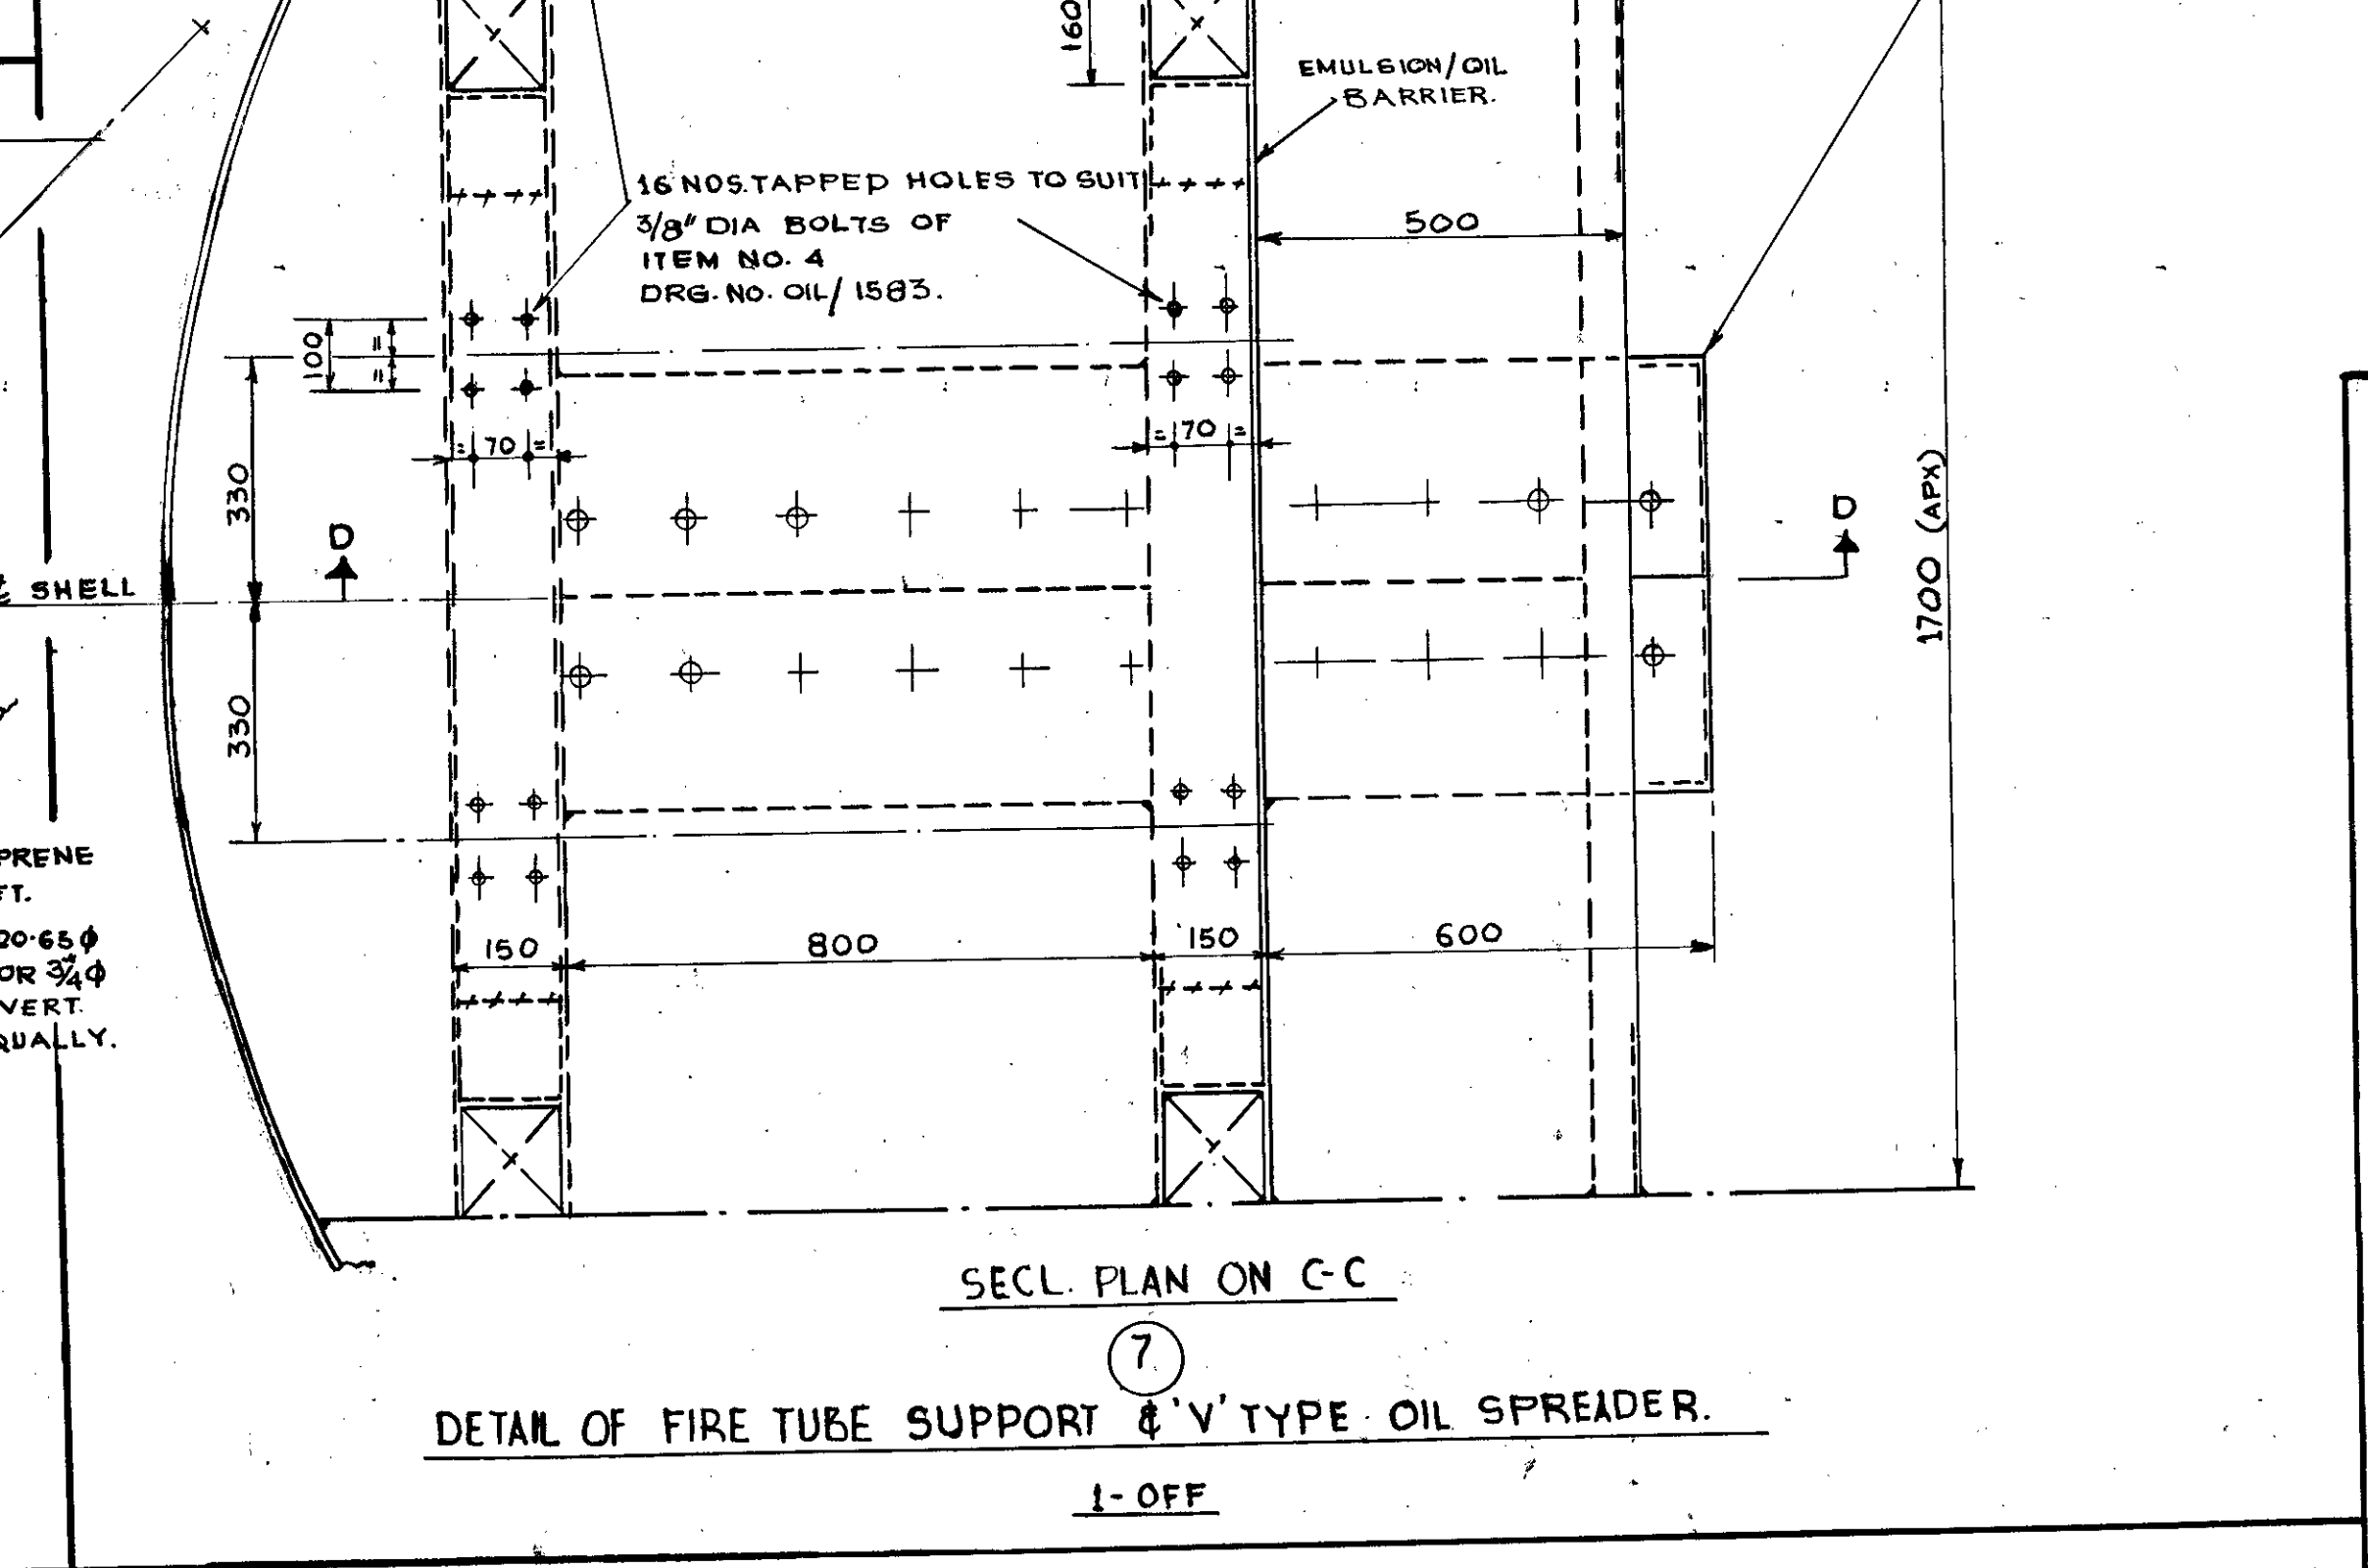 160
EMULSION/OIL
BARRIER.
16 NOS. TAPPED HOLES TO SUIT
3/8" DIA BOLTS OF
ITEM NO. 4
DRG. NO. OIL/1583.
500
100
=
=
= 70 =
= 70 =
330
D
D
1700 (APX)
℄ SHELL
330
PRENE
FT.
20·65ϕ
OR 3/4"ϕ
VERT.
QUALLY.
150
800
150
600
SECL. PLAN ON C-C
7
DETAIL OF FIRE TUBE SUPPORT & 'V' TYPE OIL SPREADER.
1-OFF